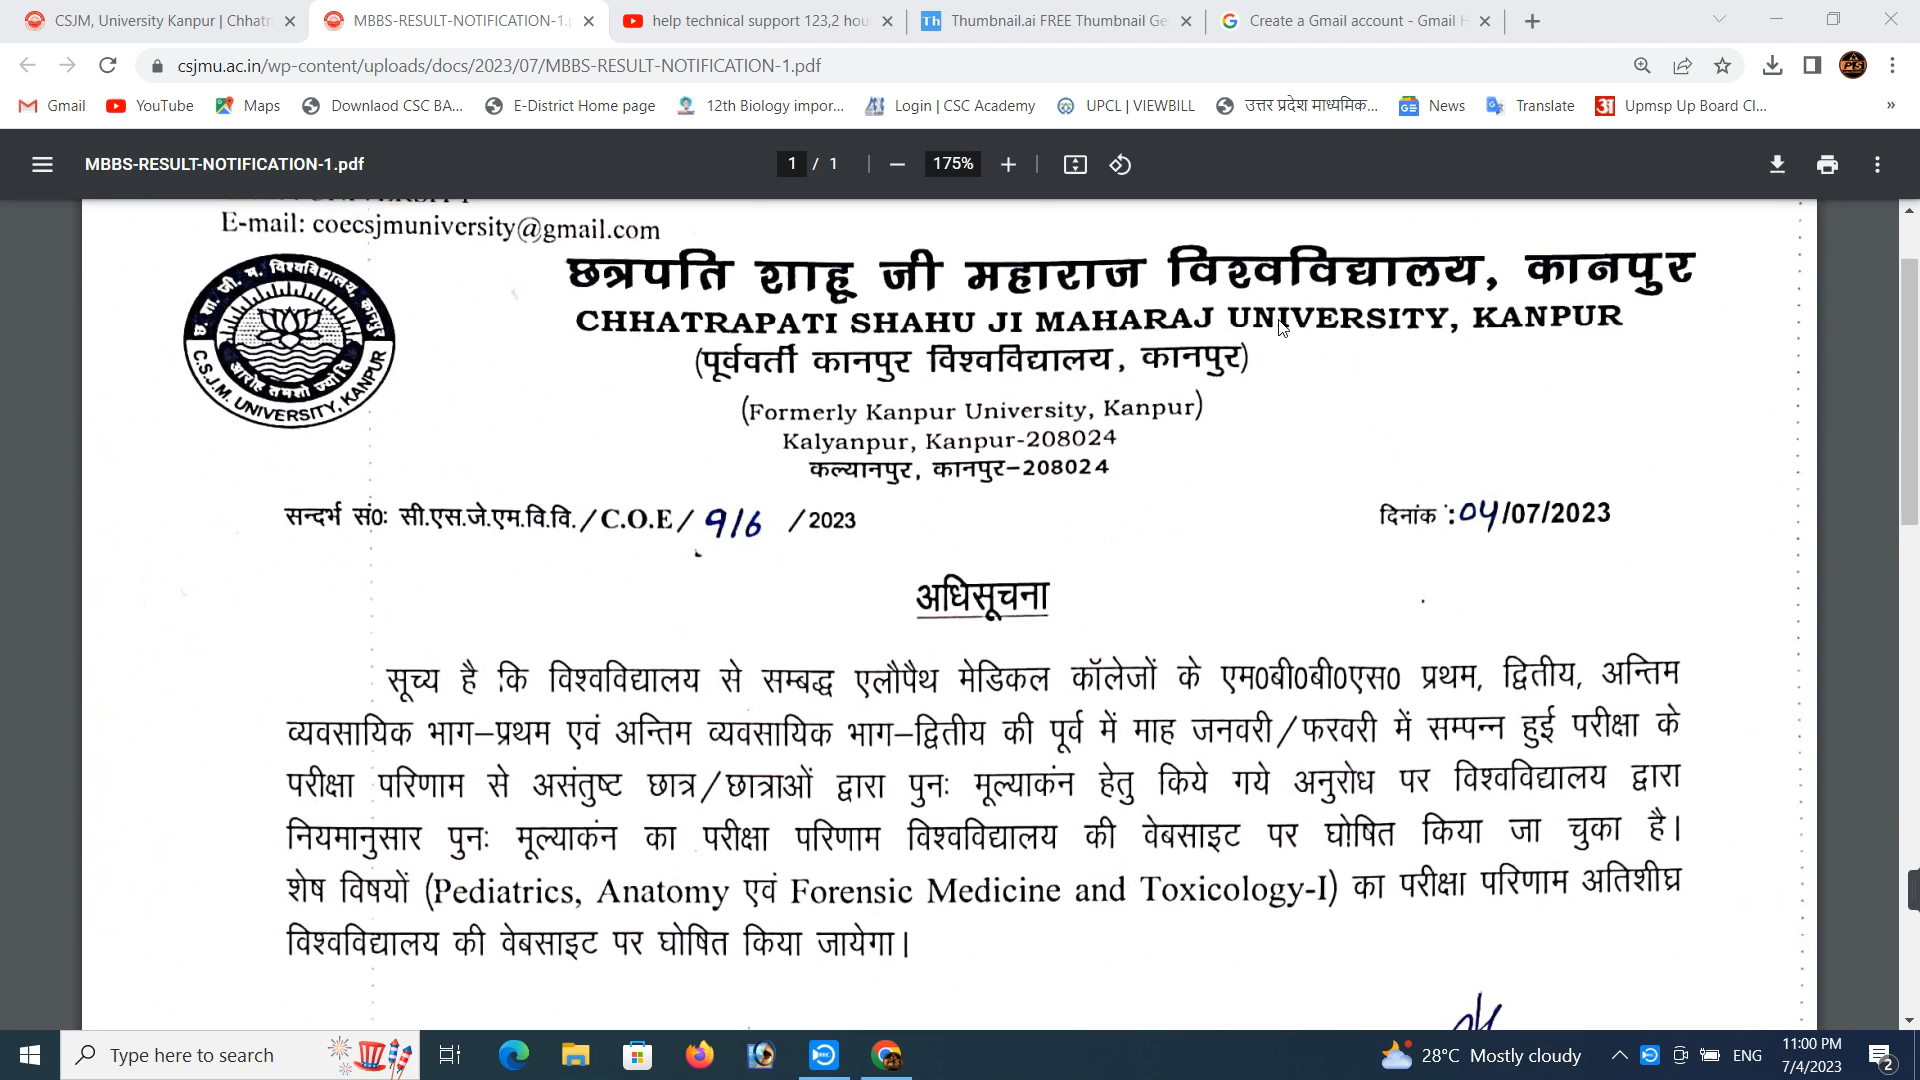 CSJM, University Kanpur | Chhatr
MBBS-RESULT-NOTIFICATION-1.p
help technical support 123,2 hou
Thumbnail.ai FREE Thumbnail Ge
Create a Gmail account - Gmail H
csjmu.ac.in/wp-content/uploads/docs/2023/07/MBBS-RESULT-NOTIFICATION-1.pdf
Gmail YouTube Maps Downlaod CSC BA... E-District Home page 12th Biology impor... Login | CSC Academy UPCL | VIEWBILL उत्तर प्रदेश माध्यमिक... News Translate Upmsp Up Board Cl... »
MBBS-RESULT-NOTIFICATION-1.pdf 1 / 1 175%
E-mail: coecsjmuniversity@gmail.com
छ. शा. जी. म. विश्वविद्यालय, कानपुर
आरोह तमसो ज्योतिः
C.S.J.M. UNIVERSITY, KANPUR
छत्रपति शाहू जी महाराज विश्वविद्यालय, कानपुर
CHHATRAPATI SHAHU JI MAHARAJ UNIVERSITY, KANPUR
(पूर्ववर्ती कानपुर विश्वविद्यालय, कानपुर)
(Formerly Kanpur University, Kanpur)
Kalyanpur, Kanpur-208024
कल्यानपुर, कानपुर–208024
सन्दर्भ सं0: सी.एस.जे.एम.वि.वि./C.O.E/ 916 /2023 दिनांक :04/07/2023
अधिसूचना
सूच्य है कि विश्वविद्यालय से सम्बद्ध एलौपैथ मेडिकल कॉलेजों के एम0बी0बी0एस0 प्रथम, द्वितीय, अन्तिम
व्यवसायिक भाग–प्रथम एवं अन्तिम व्यवसायिक भाग–द्वितीय की पूर्व में माह जनवरी/फरवरी में सम्पन्न हुई परीक्षा के
परीक्षा परिणाम से असंतुष्ट छात्र/छात्राओं द्वारा पुनः मूल्याकंन हेतु किये गये अनुरोध पर विश्वविद्यालय द्वारा
नियमानुसार पुनः मूल्याकंन का परीक्षा परिणाम विश्वविद्यालय की वेबसाइट पर घोषित किया जा चुका है।
शेष विषयों (Pediatrics, Anatomy एवं Forensic Medicine and Toxicology-I) का परीक्षा परिणाम अतिशीघ्र
विश्वविद्यालय की वेबसाइट पर घोषित किया जायेगा।
Type here to search
28°C Mostly cloudy
ENG
11:00 PM
7/4/2023
2